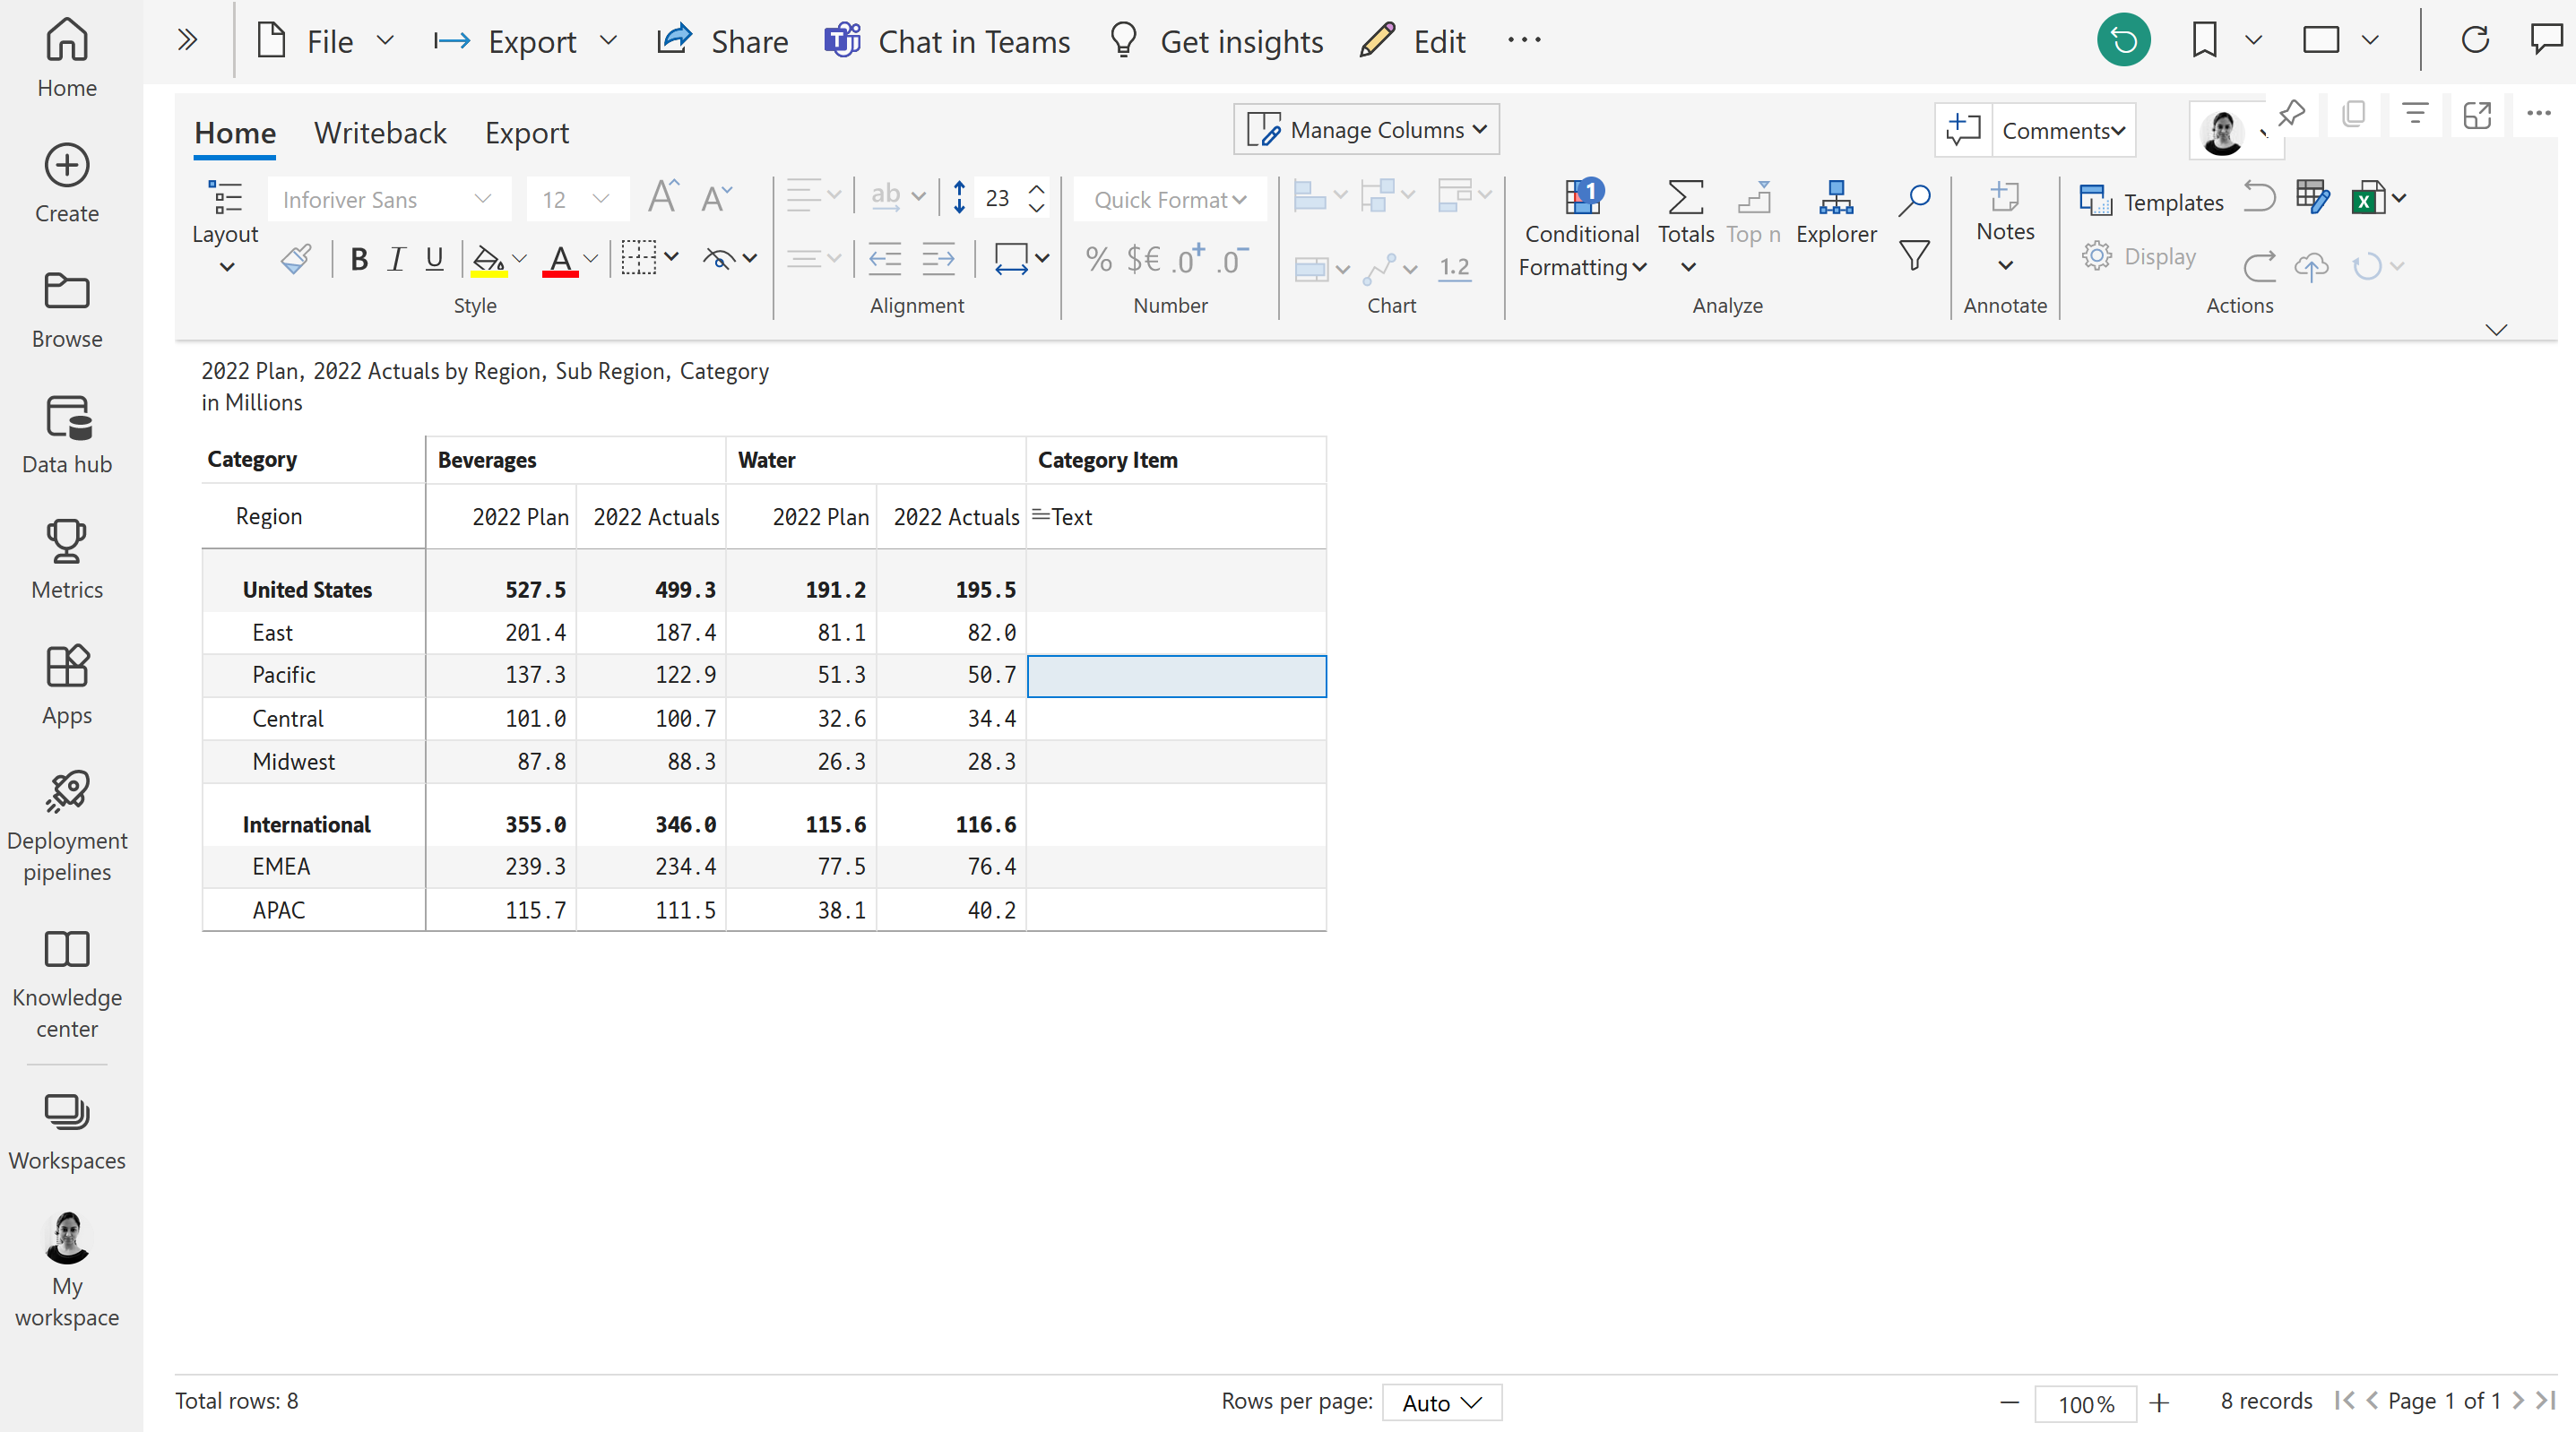 File Export Share Chat in Teams Get insights Edit
Home
Create
Browse
Data hub
Metrics
Apps
Deployment
pipelines
Knowledge
center
Workspaces
My
workspace
Home Writeback Export Manage Columns Comments
Layout
Inforiver Sans 12 23 Quick Format
B I U A ab % $€ .0+ .0- 1.2
Style Alignment Number Chart
Conditional
Formatting
1
Totals Top n Explorer
Analyze
Notes
Annotate
Templates
Display
Actions
2022 Plan, 2022 Actuals by Region, Sub Region, Category
in Millions
Category Beverages Water Category Item
Region 2022 Plan 2022 Actuals 2022 Plan 2022 Actuals Text
United States 527.5 499.3 191.2 195.5
East 201.4 187.4 81.1 82.0
Pacific 137.3 122.9 51.3 50.7
Central 101.0 100.7 32.6 34.4
Midwest 87.8 88.3 26.3 28.3
International 355.0 346.0 115.6 116.6
EMEA 239.3 234.4 77.5 76.4
APAC 115.7 111.5 38.1 40.2
Total rows: 8 Rows per page: Auto 100% 8 records Page 1 of 1